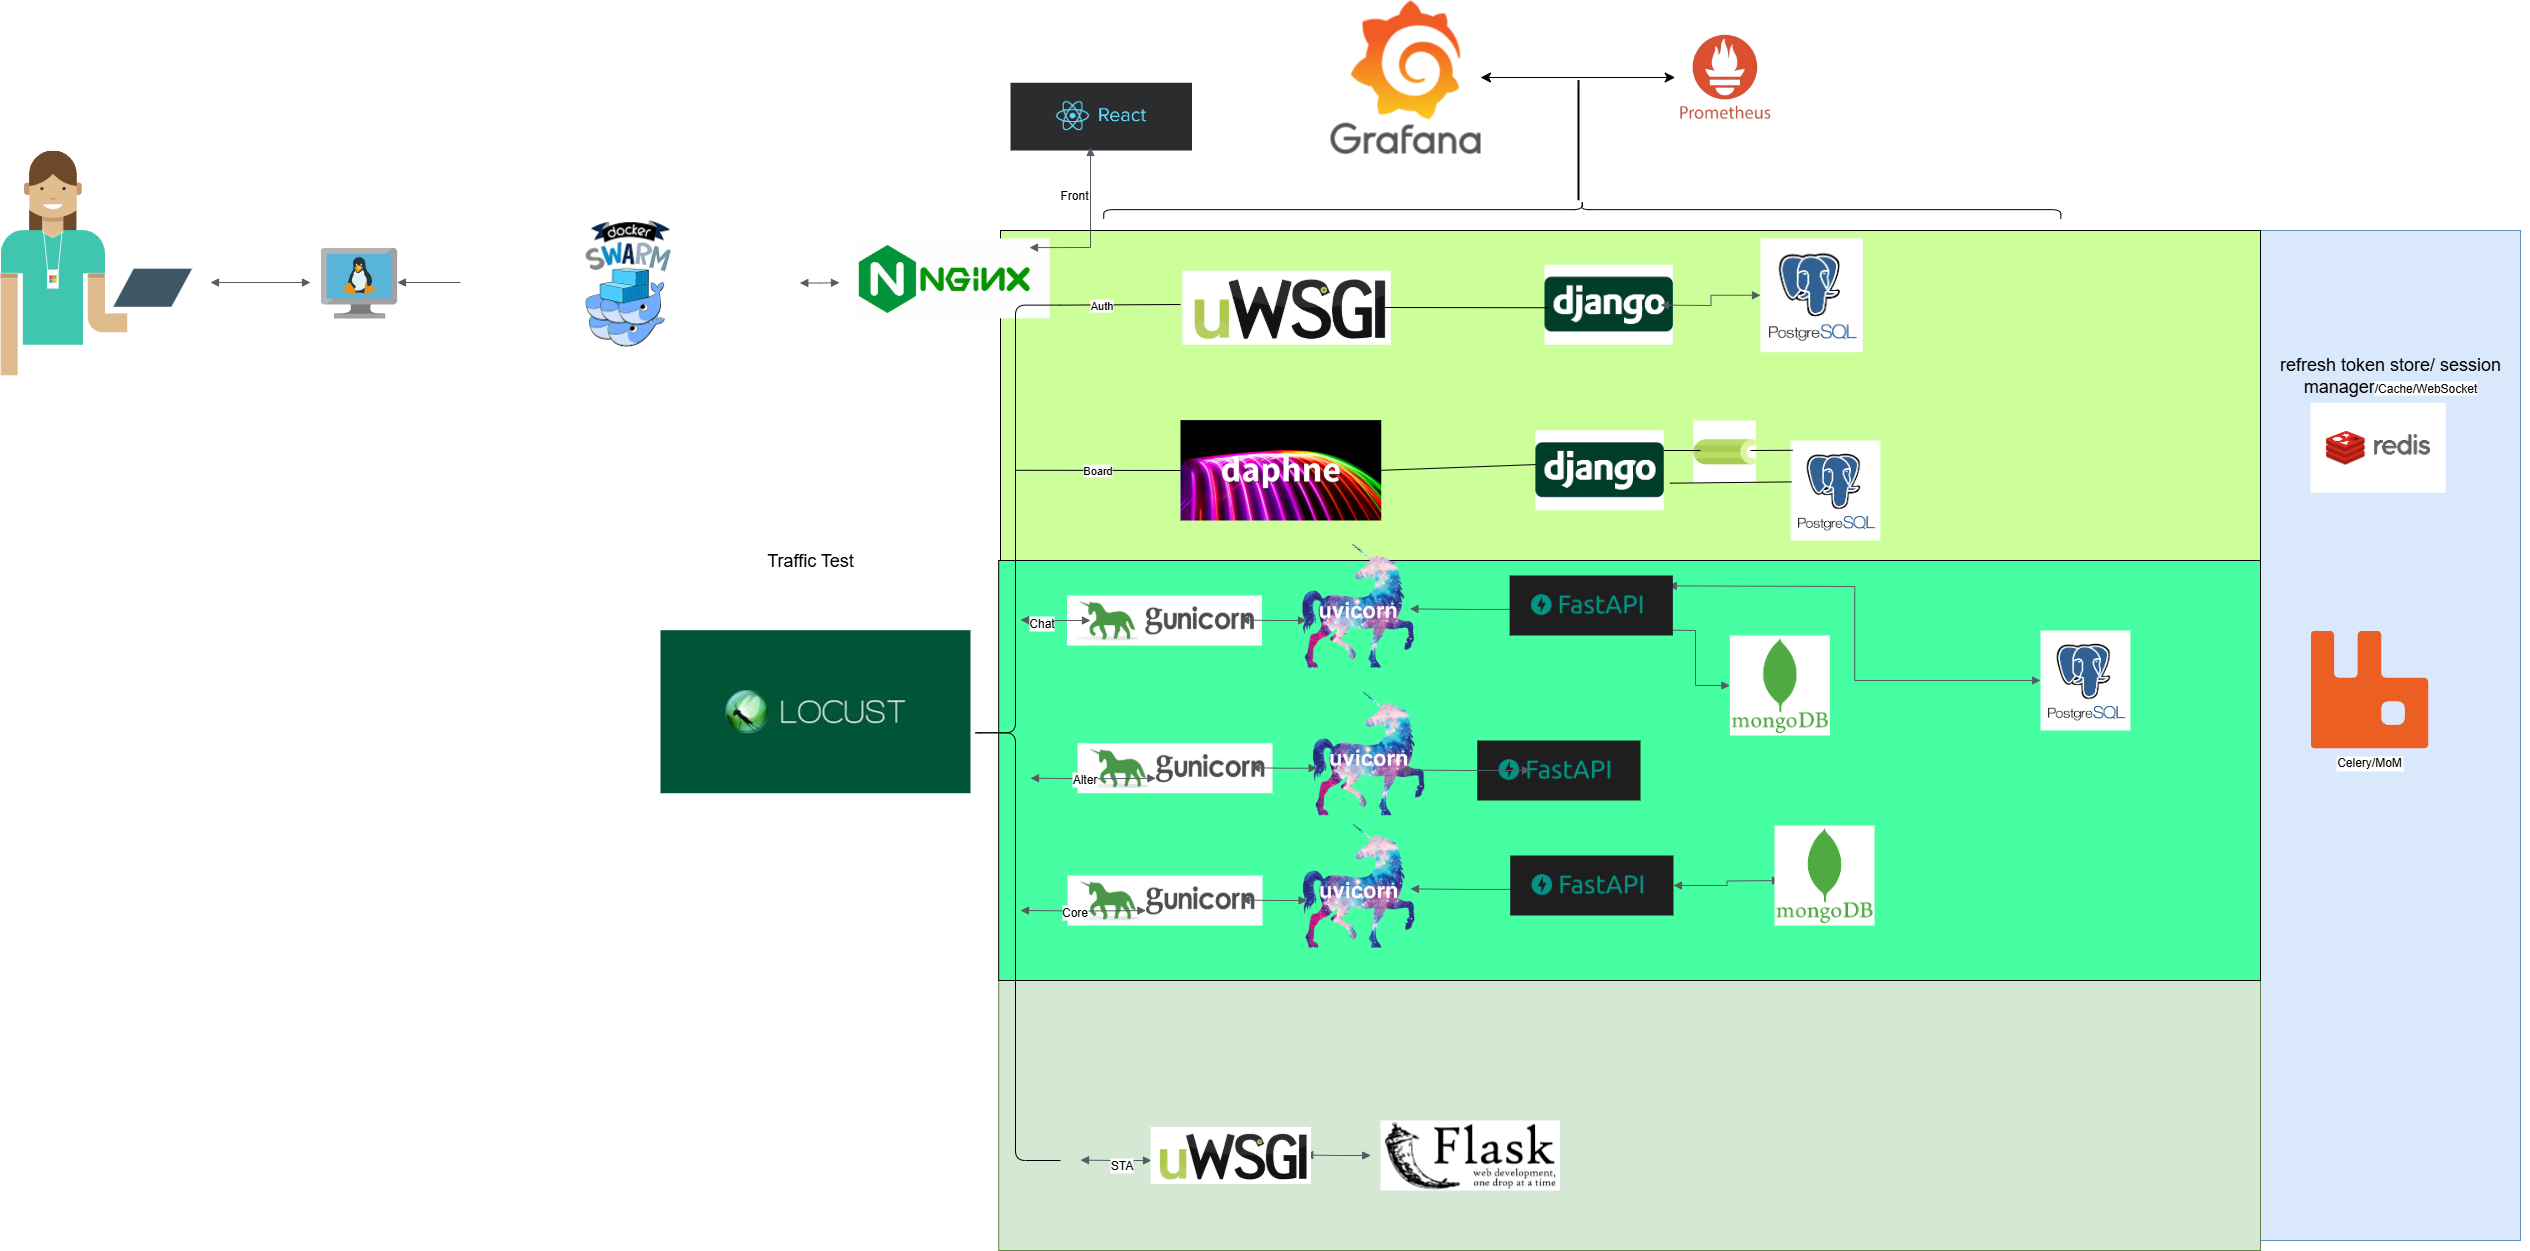 Grafana
Prometheus
React
Front
docker
SWARM
NGINX
Auth
uWSGI
django
PostgreSQL
refresh token store/ session
manager/Cache/WebSocket
redis
Board
daphne
django
PostgreSQL
Traffic Test
LOCUST
Chat
gunicorn
uvicorn
FastAPI
mongoDB
PostgreSQL
Alter
gunicorn
uvicorn
FastAPI
Celery/MoM
Core
gunicorn
uvicorn
FastAPI
mongoDB
STA
uWSGI
Flask
web development,
one drop at a time